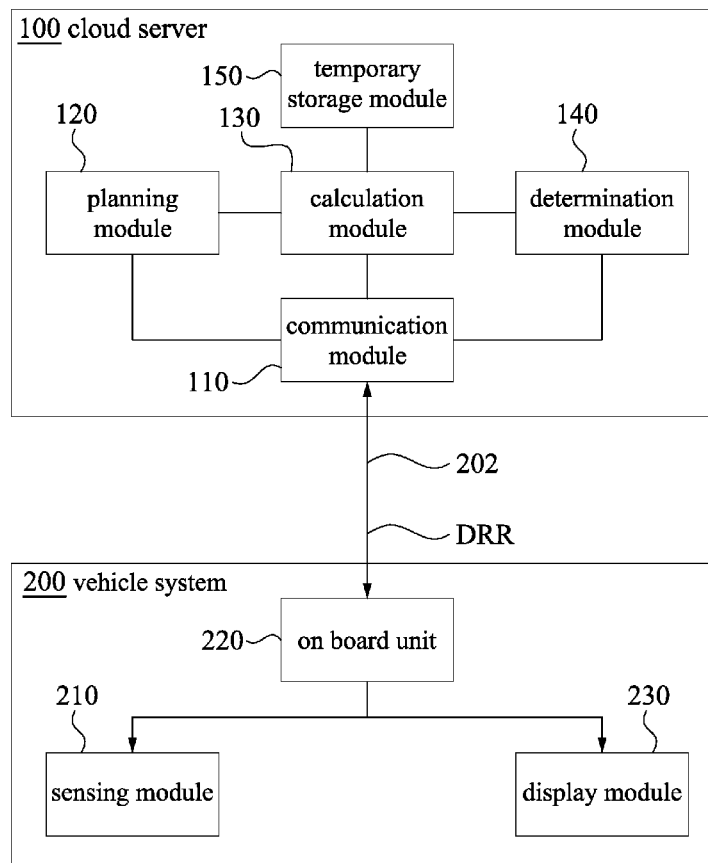 100 cloud server
150
temporary
storage module
120
130
140
planning
module
calculation
module
determination
module
communication
module
110
202
DRR
200 vehicle system
220
on board unit
210
230
sensing module
display module